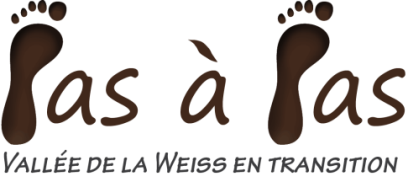 Pas à Pas
VALLÉE DE LA WEISS EN TRANSITION